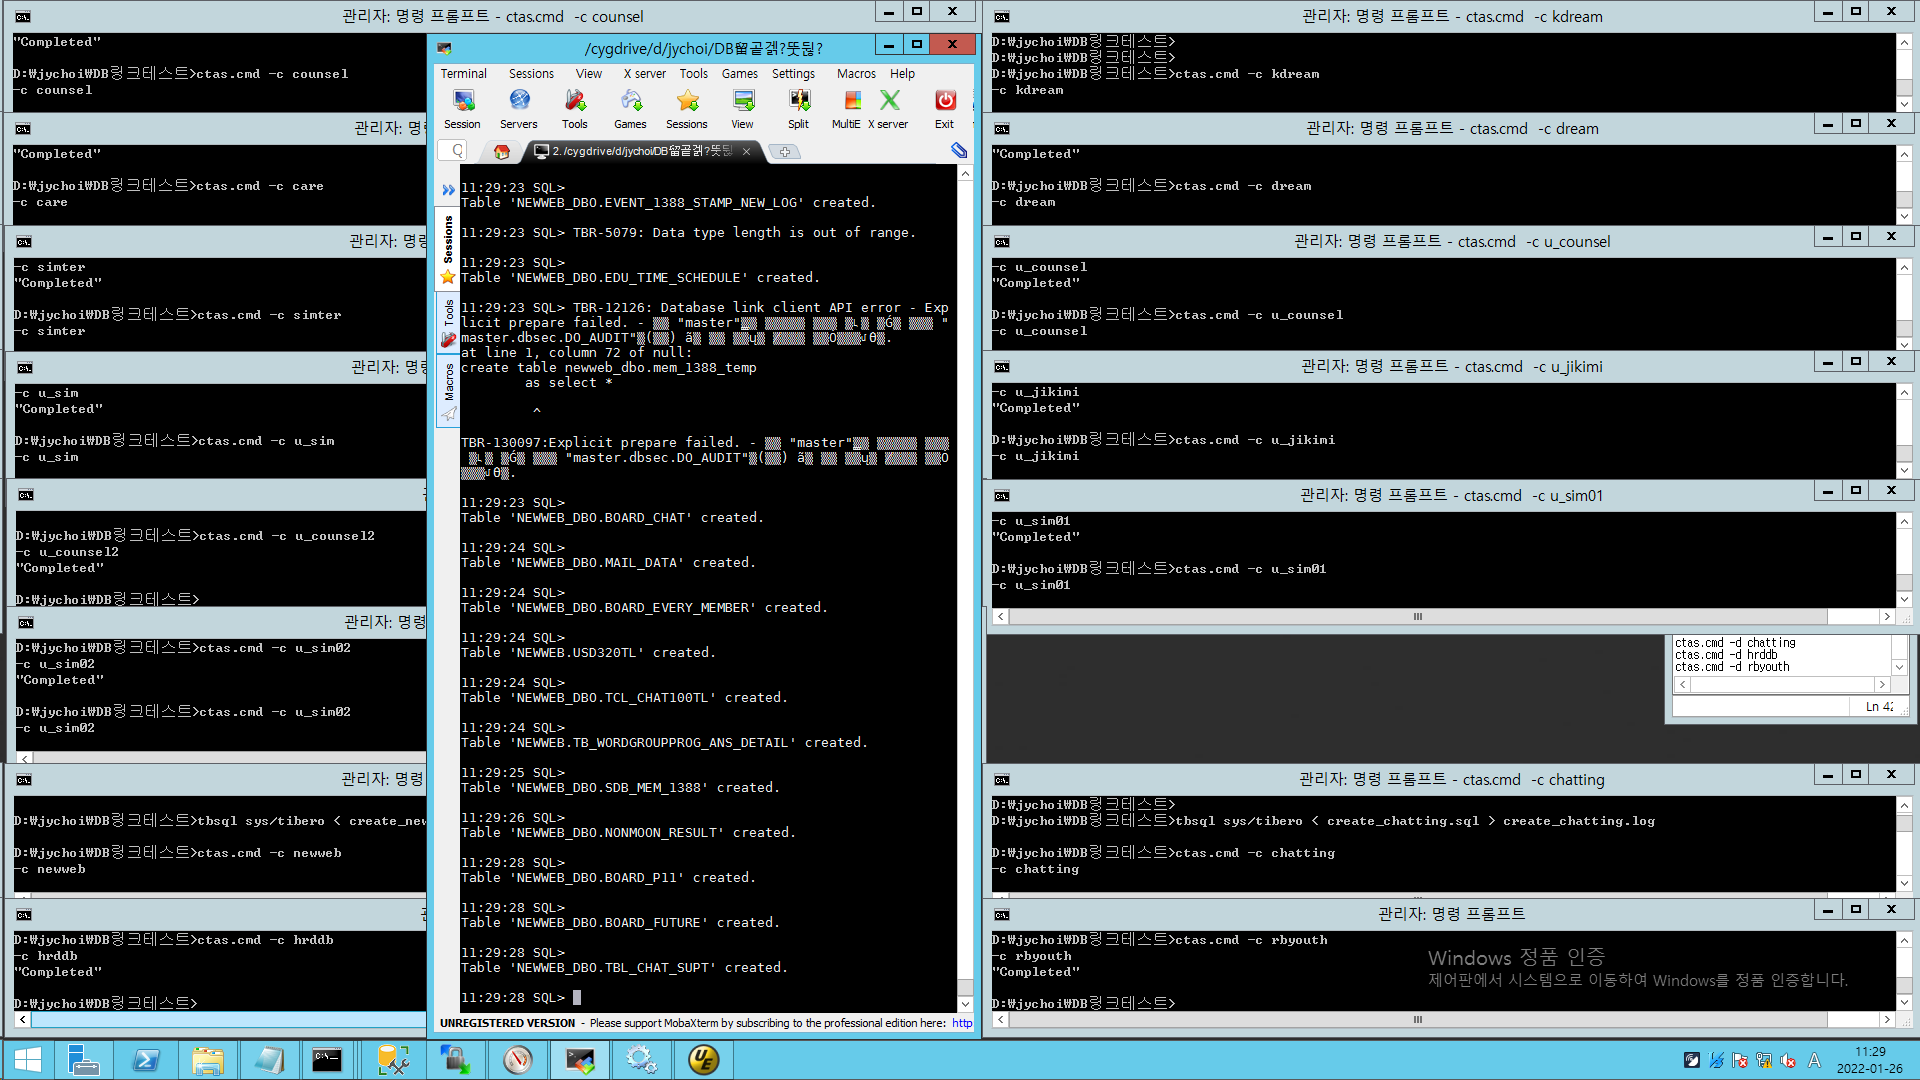 관리자: 명령 프롬프트 - ctas.cmd -c counsel
"Completed"
D:₩jychoi₩DB링크테스트>ctas.cmd -c counsel
-c counsel
관리자: 명
"Completed"
D:₩jychoi₩DB링크테스트>ctas.cmd -c care
-c care
관리자: 명
-c simter
"Completed"
D:₩jychoi₩DB링크테스트>ctas.cmd -c simter
-c simter
관리자: 명
-c u_sim
"Completed"
D:₩jychoi₩DB링크테스트>ctas.cmd -c u_sim
-c u_sim
D:₩jychoi₩DB링크테스트>ctas.cmd -c u_counsel2
-c u_counsel2
"Completed"
D:₩jychoi₩DB링크테스트>
관리자: 명령
D:₩jychoi₩DB링크테스트>ctas.cmd -c u_sim02
-c u_sim02
"Completed"
D:₩jychoi₩DB링크테스트>ctas.cmd -c u_sim02
-c u_sim02
관리자: 명령
D:₩jychoi₩DB링크테스트>tbsql sys/tibero < create_new
D:₩jychoi₩DB링크테스트>ctas.cmd -c newweb
-c newweb
D:₩jychoi₩DB링크테스트>ctas.cmd -c hrddb
-c hrddb
"Completed"
D:₩jychoi₩DB링크테스트>
/cygdrive/d/jychoi/DB留곹겕?뚯뒪?
Terminal Sessions View X server Tools Games Settings Macros Help
Session Servers Tools Games Sessions View Split MultiE X server Exit
2. /cygdrive/d/jychoi/DB留곹겕?뚯뒪
Sessions
Tools
Macros
11:29:23 SQL>
Table 'NEWWEB_DBO.EVENT_1388_STAMP_NEW_LOG' created.
11:29:23 SQL> TBR-5079: Data type length is out of range.
11:29:23 SQL>
Table 'NEWWEB_DBO.EDU_TIME_SCHEDULE' created.
11:29:23 SQL> TBR-12126: Database link client API error - Exp
licit prepare failed. - "master"
master.dbsec.DO_AUDIT"
at line 1, column 72 of null:
create table newweb_dbo.mem_1388_temp
as select *
^
TBR-130097:Explicit prepare failed. - "master"
"master.dbsec.DO_AUDIT"
11:29:23 SQL>
Table 'NEWWEB_DBO.BOARD_CHAT' created.
11:29:24 SQL>
Table 'NEWWEB_DBO.MAIL_DATA' created.
11:29:24 SQL>
Table 'NEWWEB_DBO.BOARD_EVERY_MEMBER' created.
11:29:24 SQL>
Table 'NEWWEB.USD320TL' created.
11:29:24 SQL>
Table 'NEWWEB_DBO.TCL_CHAT100TL' created.
11:29:24 SQL>
Table 'NEWWEB.TB_WORDGROUPPROG_ANS_DETAIL' created.
11:29:25 SQL>
Table 'NEWWEB_DBO.SDB_MEM_1388' created.
11:29:26 SQL>
Table 'NEWWEB_DBO.NONMOON_RESULT' created.
11:29:28 SQL>
Table 'NEWWEB_DBO.BOARD_P11' created.
11:29:28 SQL>
Table 'NEWWEB_DBO.BOARD_FUTURE' created.
11:29:28 SQL>
Table 'NEWWEB_DBO.TBL_CHAT_SUPT' created.
11:29:28 SQL>
UNREGISTERED VERSION - Please support MobaXterm by subscribing to the professional edition here: http
관리자: 명령 프롬프트 - ctas.cmd -c kdream
D:₩jychoi₩DB링크테스트>
D:₩jychoi₩DB링크테스트>
D:₩jychoi₩DB링크테스트>ctas.cmd -c kdream
-c kdream
관리자: 명령 프롬프트 - ctas.cmd -c dream
"Completed"
D:₩jychoi₩DB링크테스트>ctas.cmd -c dream
-c dream
관리자: 명령 프롬프트 - ctas.cmd -c u_counsel
-c u_counsel
"Completed"
D:₩jychoi₩DB링크테스트>ctas.cmd -c u_counsel
-c u_counsel
관리자: 명령 프롬프트 - ctas.cmd -c u_jikimi
-c u_jikimi
"Completed"
D:₩jychoi₩DB링크테스트>ctas.cmd -c u_jikimi
-c u_jikimi
관리자: 명령 프롬프트 - ctas.cmd -c u_sim01
-c u_sim01
"Completed"
D:₩jychoi₩DB링크테스트>ctas.cmd -c u_sim01
-c u_sim01
ctas.cmd -d chatting
ctas.cmd -d hrddb
ctas.cmd -d rbyouth
Ln 42
관리자: 명령 프롬프트 - ctas.cmd -c chatting
D:₩jychoi₩DB링크테스트>
D:₩jychoi₩DB링크테스트>tbsql sys/tibero < create_chatting.sql > create_chatting.log
D:₩jychoi₩DB링크테스트>ctas.cmd -c chatting
-c chatting
관리자: 명령 프롬프트
D:₩jychoi₩DB링크테스트>ctas.cmd -c rbyouth
-c rbyouth
"Completed"
D:₩jychoi₩DB링크테스트>
Windows 정품 인증
제어판에서 시스템으로 이동하여 Windows를 정품 인증합니다.
A
11:29
2022-01-26